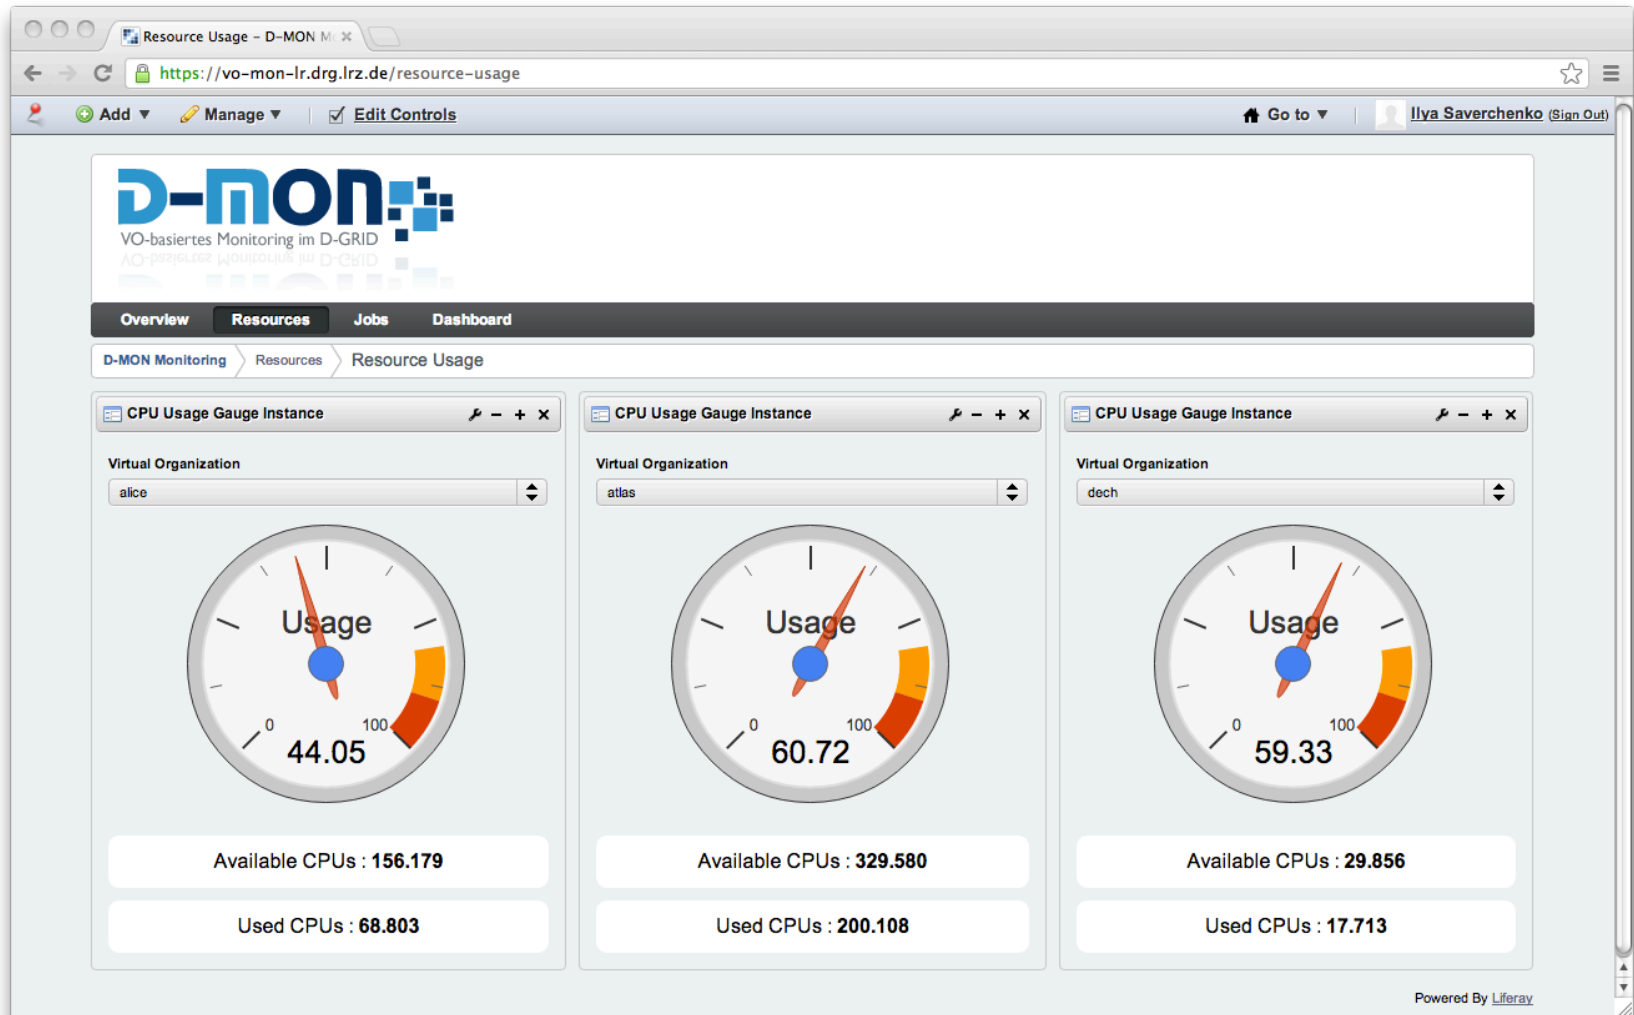 Resource Usage – D-MON Mo
https://vo-mon-lr.drg.lrz.de/resource-usage
Add Manage Edit Controls Go to Ilya Saverchenko (Sign Out)
D-MON
VO-basiertes Monitoring im D-GRID
Overview Resources Jobs Dashboard
D-MON Monitoring Resources Resource Usage
CPU Usage Gauge Instance
Virtual Organization
alice
Usage
0 100
44.05
Available CPUs : 156.179
Used CPUs : 68.803
CPU Usage Gauge Instance
Virtual Organization
atlas
Usage
0 100
60.72
Available CPUs : 329.580
Used CPUs : 200.108
CPU Usage Gauge Instance
Virtual Organization
dech
Usage
0 100
59.33
Available CPUs : 29.856
Used CPUs : 17.713
Powered By Liferay